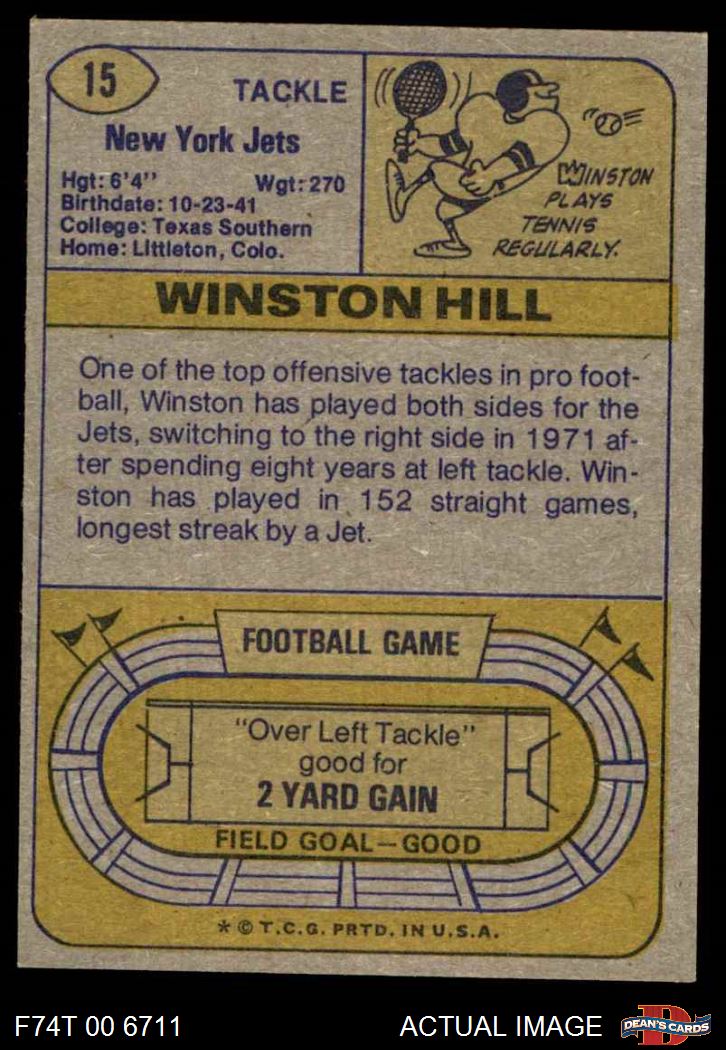 15
TACKLE
New York Jets
Hgt: 6'4" Wgt: 270
Birthdate: 10-23-41
College: Texas Southern
Home: Littleton, Colo.
WINSTON
PLAYS
TENNIS
REGULARLY.
WINSTON HILL
One of the top offensive tackles in pro foot-
ball, Winston has played both sides for the
Jets, switching to the right side in 1971 af-
ter spending eight years at left tackle. Win-
ston has played in 152 straight games,
longest streak by a Jet.
FOOTBALL GAME
"Over Left Tackle"
good for
2 YARD GAIN
FIELD GOAL—GOOD
* © T.C.G. PRTD. IN U.S.A.
F74T 00 6711 ACTUAL IMAGE
D
DEAN'S CARDS